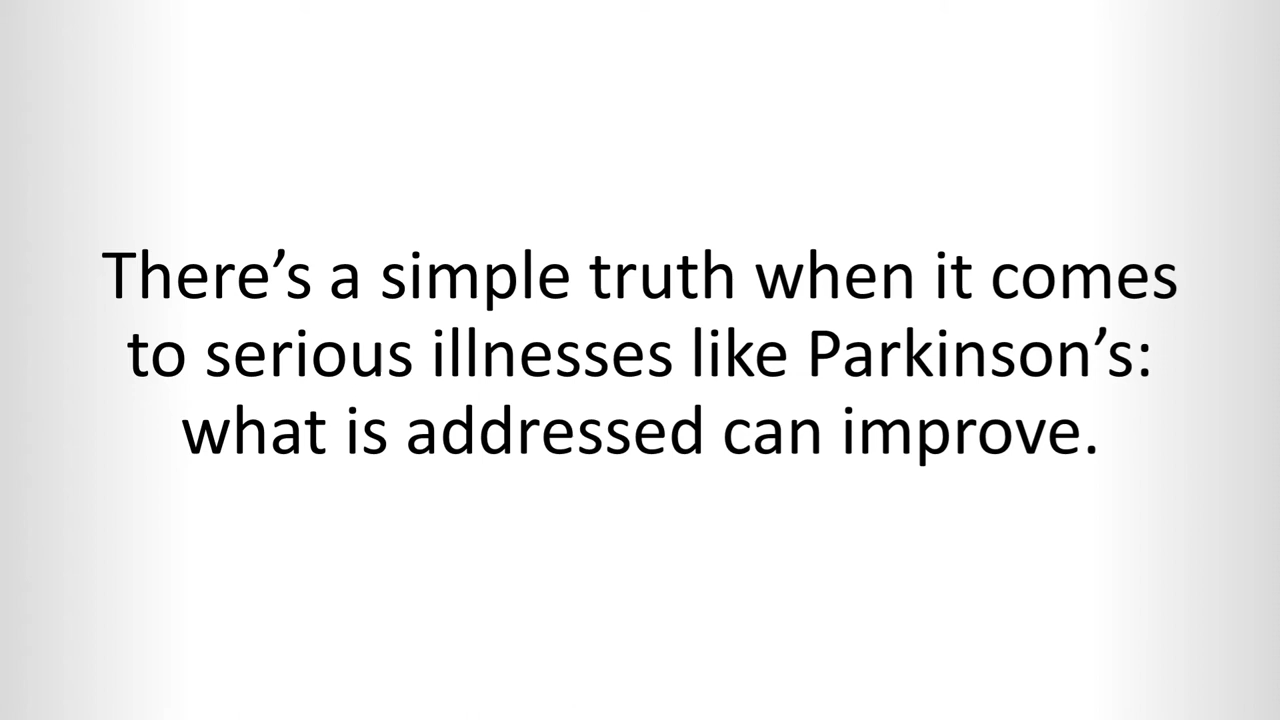 There’s a simple truth when it comes
to serious illnesses like Parkinson’s:
what is addressed can improve.